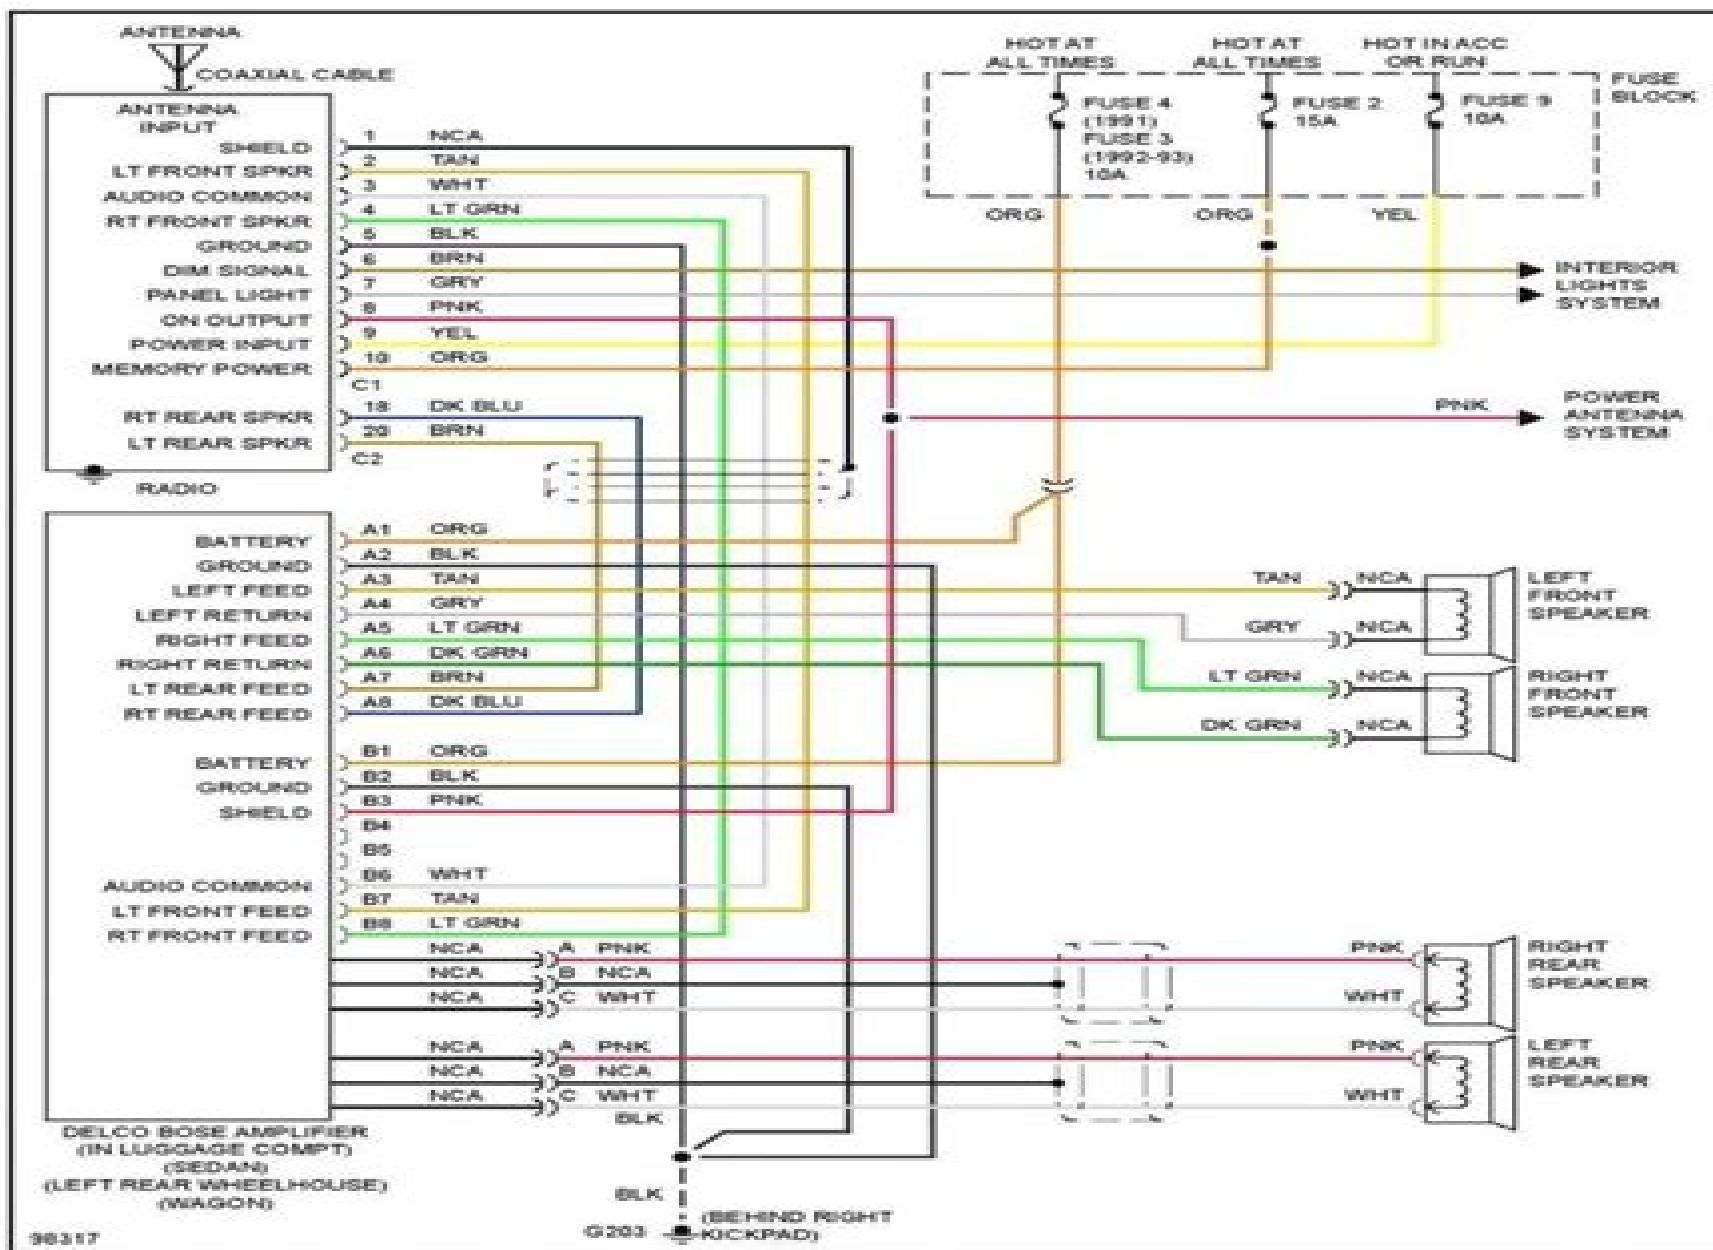 ANTENNA
COAXIAL CABLE
ANTENNA
INPUT
SHIELD 1 NCA
LT FRONT SPKR 2 TAN
AUDIO COMMON 3 WHT
RT FRONT SPKR 4 LT GRN
GROUND 5 BLK
DIM SIGNAL 6 BRN
PANEL LIGHT 7 GRY
ON OUTPUT 8 PNK
POWER INPUT 9 YEL
MEMORY POWER 10 ORG
C1
RT REAR SPKR 18 DK BLU
LT REAR SPKR 20 BRN
C2
RADIO
HOT AT
ALL TIMES
HOT AT
ALL TIMES
HOT IN ACC
OR RUN
FUSE
BLOCK
FUSE 4
(1991)
FUSE 3
(1992-93)
10A
FUSE 2
15A
FUSE 9
10A
ORG
ORG
YEL
INTERIOR
LIGHTS
SYSTEM
PNK
POWER
ANTENNA
SYSTEM
BATTERY A1 ORG
GROUND A2 BLK
LEFT FEED A3 TAN
LEFT RETURN A4 GRY
RIGHT FEED A5 LT GRN
RIGHT RETURN A6 DK GRN
LT REAR FEED A7 BRN
RT REAR FEED A8 DK BLU
BATTERY B1 ORG
GROUND B2 BLK
SHIELD B3 PNK
B4
B5
AUDIO COMMON B6 WHT
LT FRONT FEED B7 TAN
RT FRONT FEED B8 LT GRN
TAN NCA
GRY NCA
LEFT
FRONT
SPEAKER
LT GRN NCA
DK GRN NCA
RIGHT
FRONT
SPEAKER
NCA A PNK
NCA B NCA
NCA C WHT
PNK
WHT
RIGHT
REAR
SPEAKER
NCA A PNK
NCA B NCA
NCA C WHT
PNK
WHT
LEFT
REAR
SPEAKER
BLK
DELCO BOSE AMPLIFIER
(IN LUGGAGE COMPT)
(SEDAN)
(LEFT REAR WHEELHOUSE)
(WAGON)
BLK
G203
(BEHIND RIGHT
KICKPAD)
98317